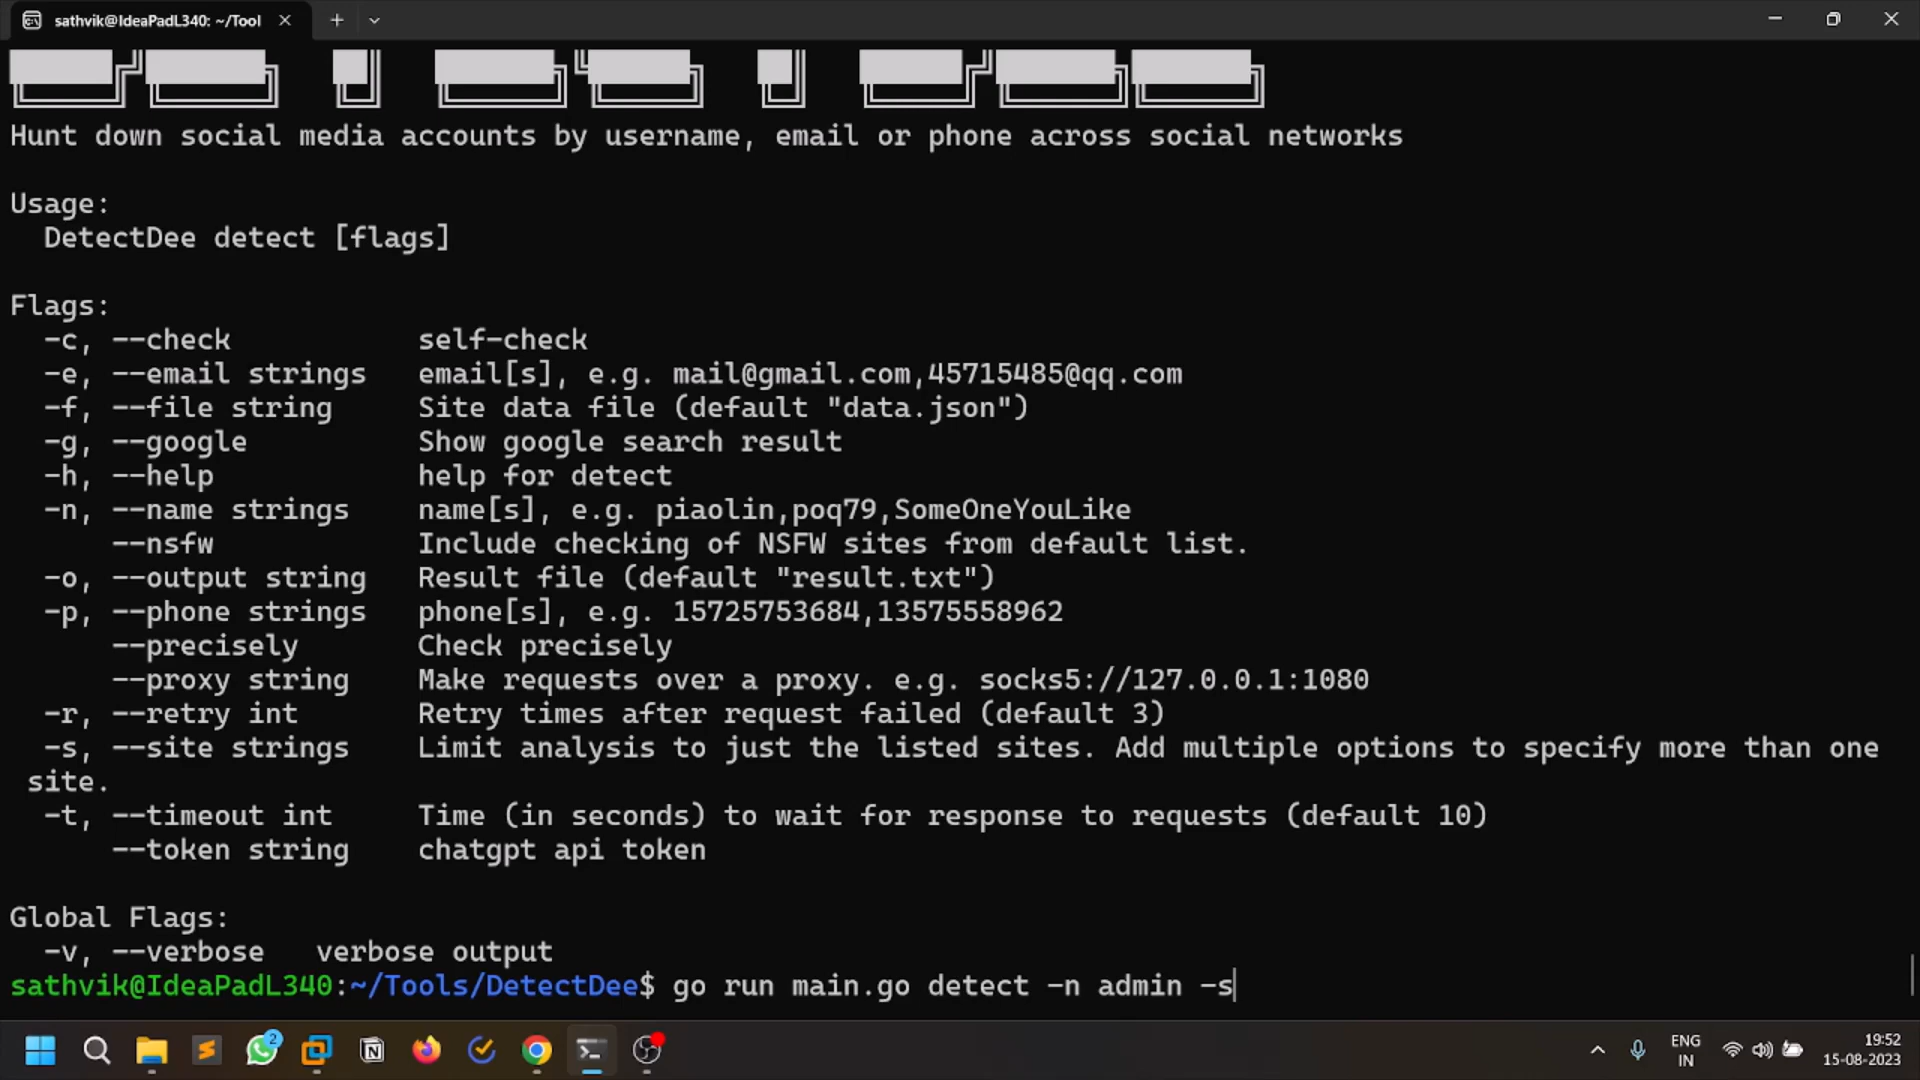 sathvik@IdeaPadL340: ~/Tool
Hunt down social media accounts by username, email or phone across social networks
Usage:
DetectDee detect [flags]
Flags:
-c, --check self-check
-e, --email strings email[s], e.g. mail@gmail.com,45715485@qq.com
-f, --file string Site data file (default "data.json")
-g, --google Show google search result
-h, --help help for detect
-n, --name strings name[s], e.g. piaolin,poq79,SomeOneYouLike
--nsfw Include checking of NSFW sites from default list.
-o, --output string Result file (default "result.txt")
-p, --phone strings phone[s], e.g. 15725753684,13575558962
--precisely Check precisely
--proxy string Make requests over a proxy. e.g. socks5://127.0.0.1:1080
-r, --retry int Retry times after request failed (default 3)
-s, --site strings Limit analysis to just the listed sites. Add multiple options to specify more than one
site.
-t, --timeout int Time (in seconds) to wait for response to requests (default 10)
--token string chatgpt api token
Global Flags:
-v, --verbose verbose output
sathvik@IdeaPadL340:~/Tools/DetectDee$ go run main.go detect -n admin -s
2
ENG
IN
19:52
15-08-2023